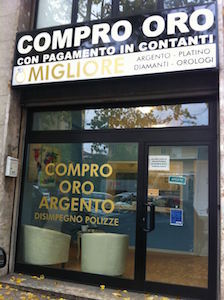 COMPRO ORO
CON PAGAMENTO IN CONTANTI
MIGLIORE
ARGENTO - PLATINO
DIAMANTI - OROLOGI
COMPRO
ORO
ARGENTO
DISIMPEGNO POLIZZE